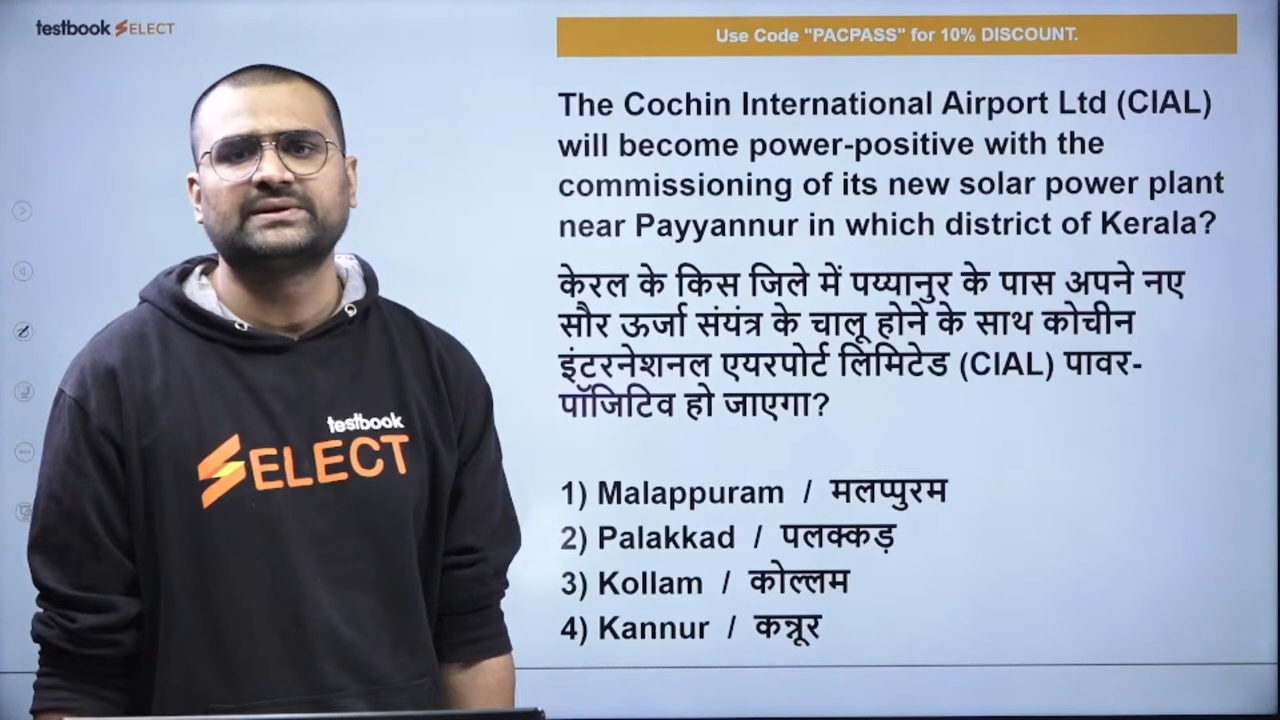 testbook SELECT
Use Code "PACPASS" for 10% DISCOUNT.
The Cochin International Airport Ltd (CIAL)
will become power-positive with the
commissioning of its new solar power plant
near Payyannur in which district of Kerala?
केरल के किस जिले में पय्यानुर के पास अपने नए
सौर ऊर्जा संयंत्र के चालू होने के साथ कोचीन
इंटरनेशनल एयरपोर्ट लिमिटेड (CIAL) पावर-
पॉजिटिव हो जाएगा?
1) Malappuram / मलप्पुरम
2) Palakkad / पलक्कड़
3) Kollam / कोल्लम
4) Kannur / कन्नूर
testbook
SELECT